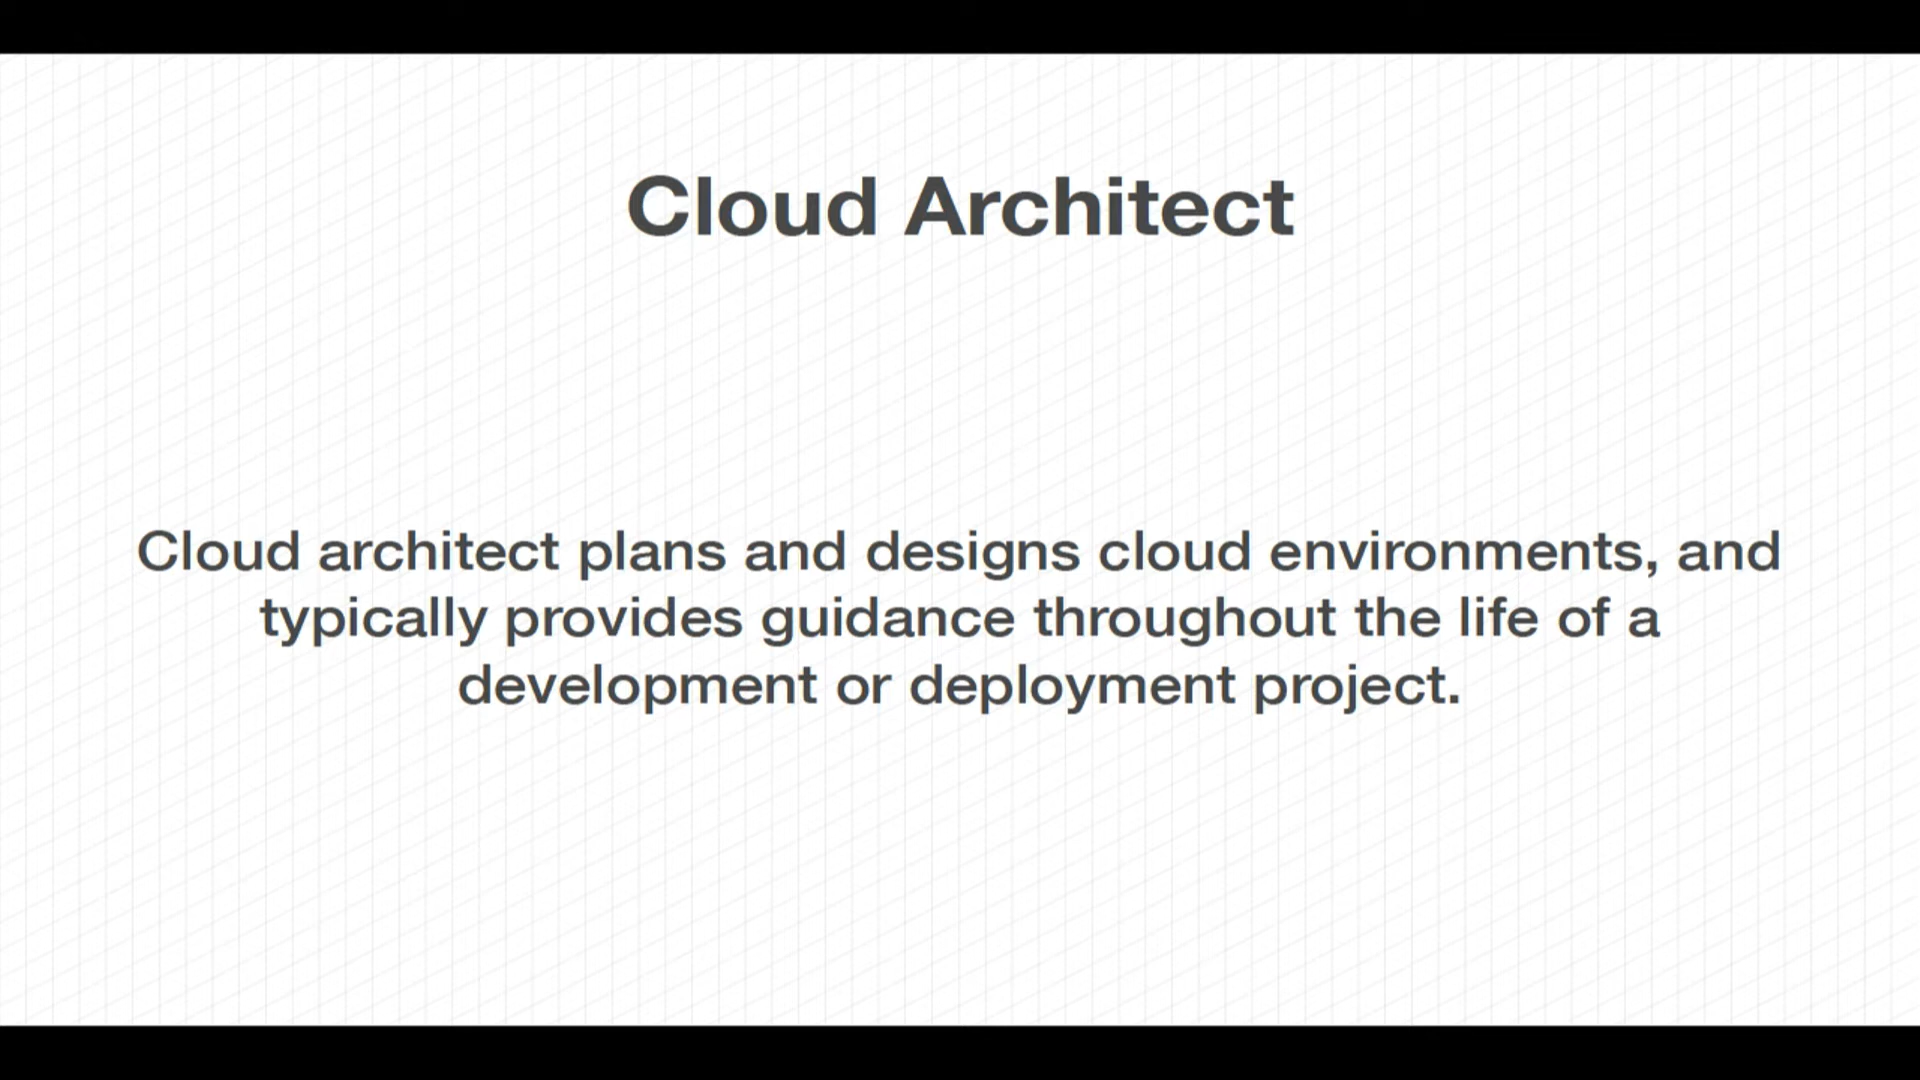 Cloud Architect
Cloud architect plans and designs cloud environments, and
typically provides guidance throughout the life of a
development or deployment project.